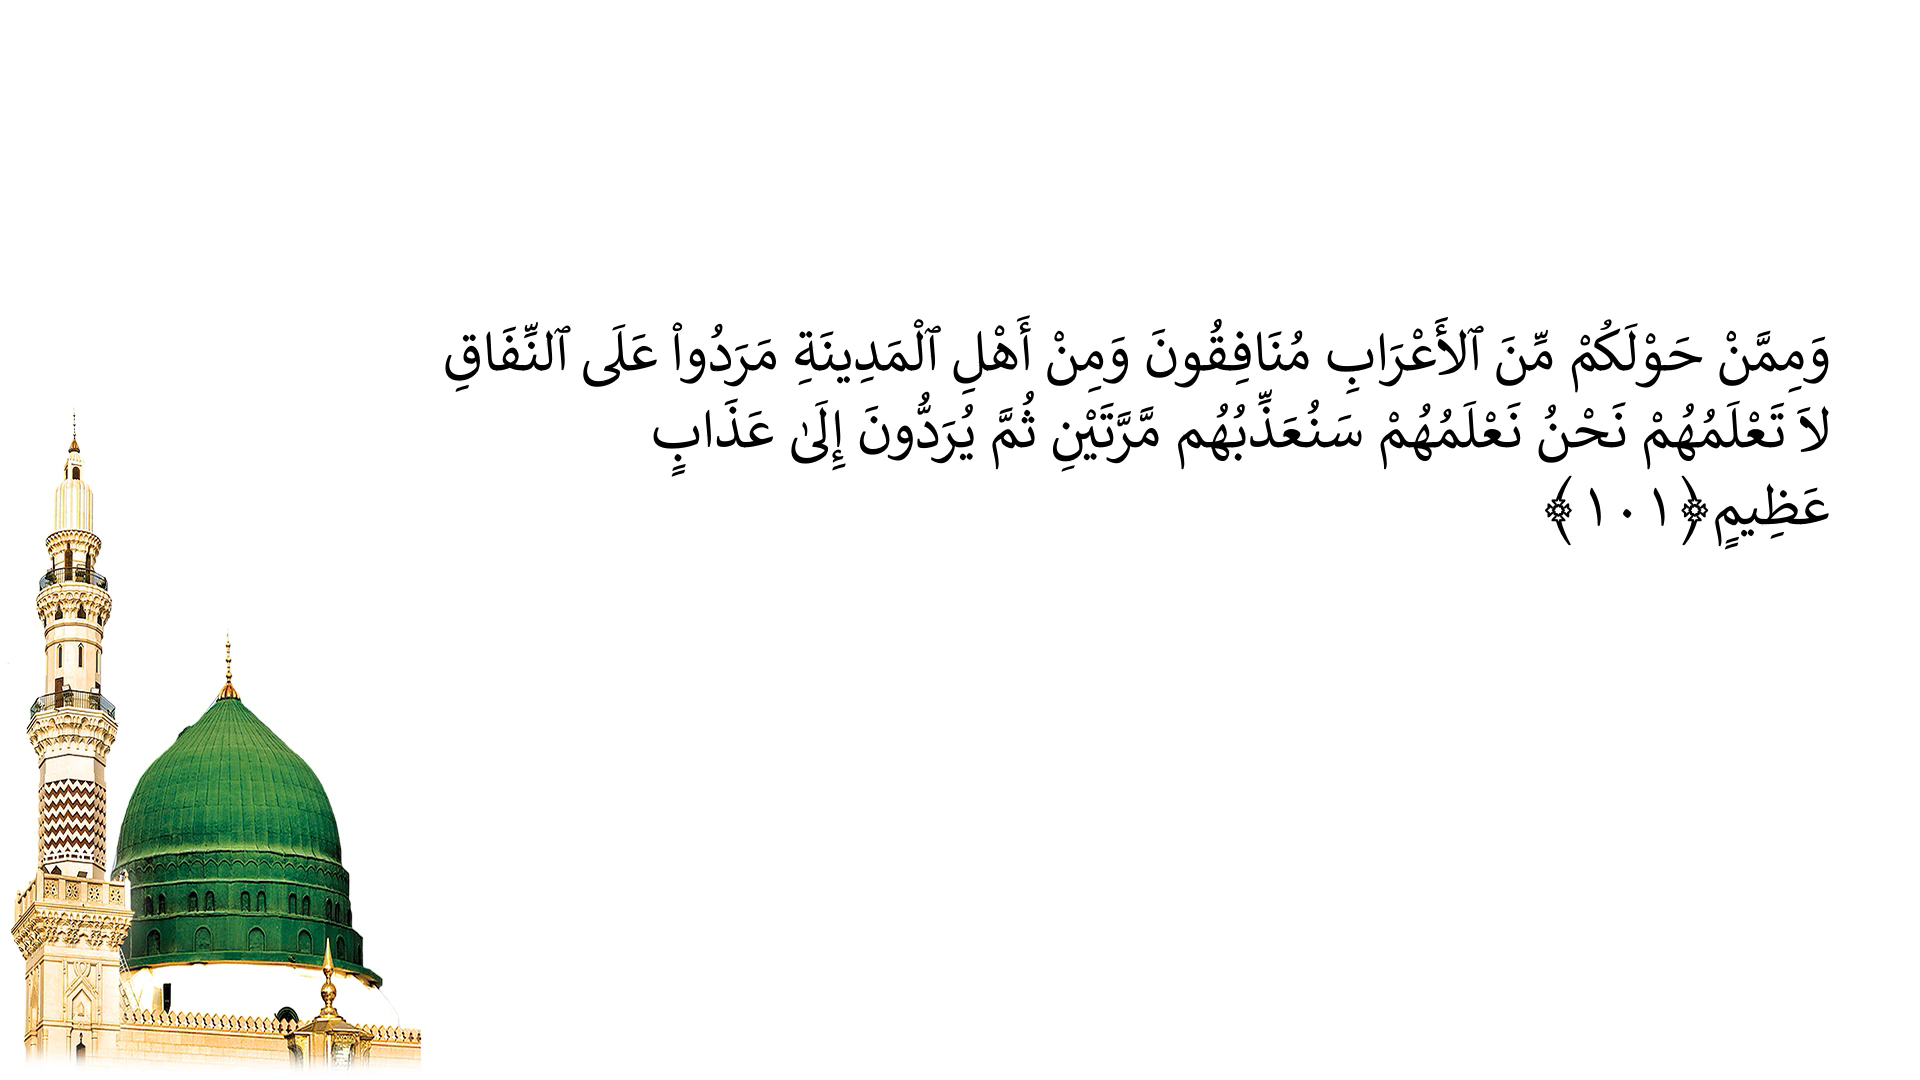 وَمِمَّنْ حَوْلَكُمْ مِّنَ ٱلأَعْرَابِ مُنَافِقُونَ وَمِنْ أَهْلِ ٱلْمَدِينَةِ مَرَدُواْ عَلَى ٱلنِّفَاقِ
لاَ تَعْلَمُهُمْ نَحْنُ نَعْلَمُهُمْ سَنُعَذِّبُهُم مَّرَّتَيْنِ ثُمَّ يُرَدُّونَ إِلَىٰ عَذَابٍ
عَظِيمٍ﴿١٠١﴾